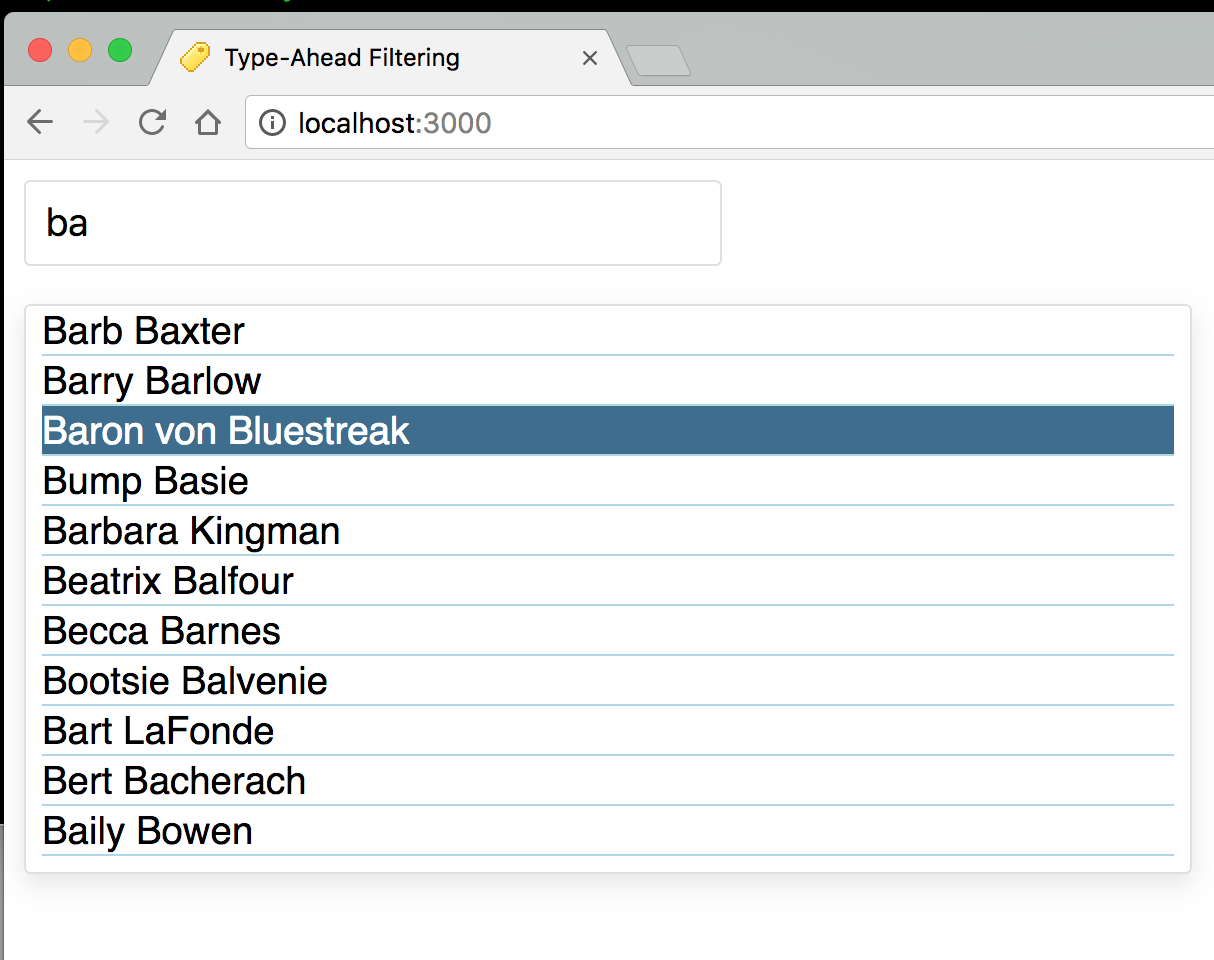 Type-Ahead Filtering
localhost:3000
ba
Barb Baxter
Barry Barlow
Baron von Bluestreak
Bump Basie
Barbara Kingman
Beatrix Balfour
Becca Barnes
Bootsie Balvenie
Bart LaFonde
Bert Bacherach
Baily Bowen